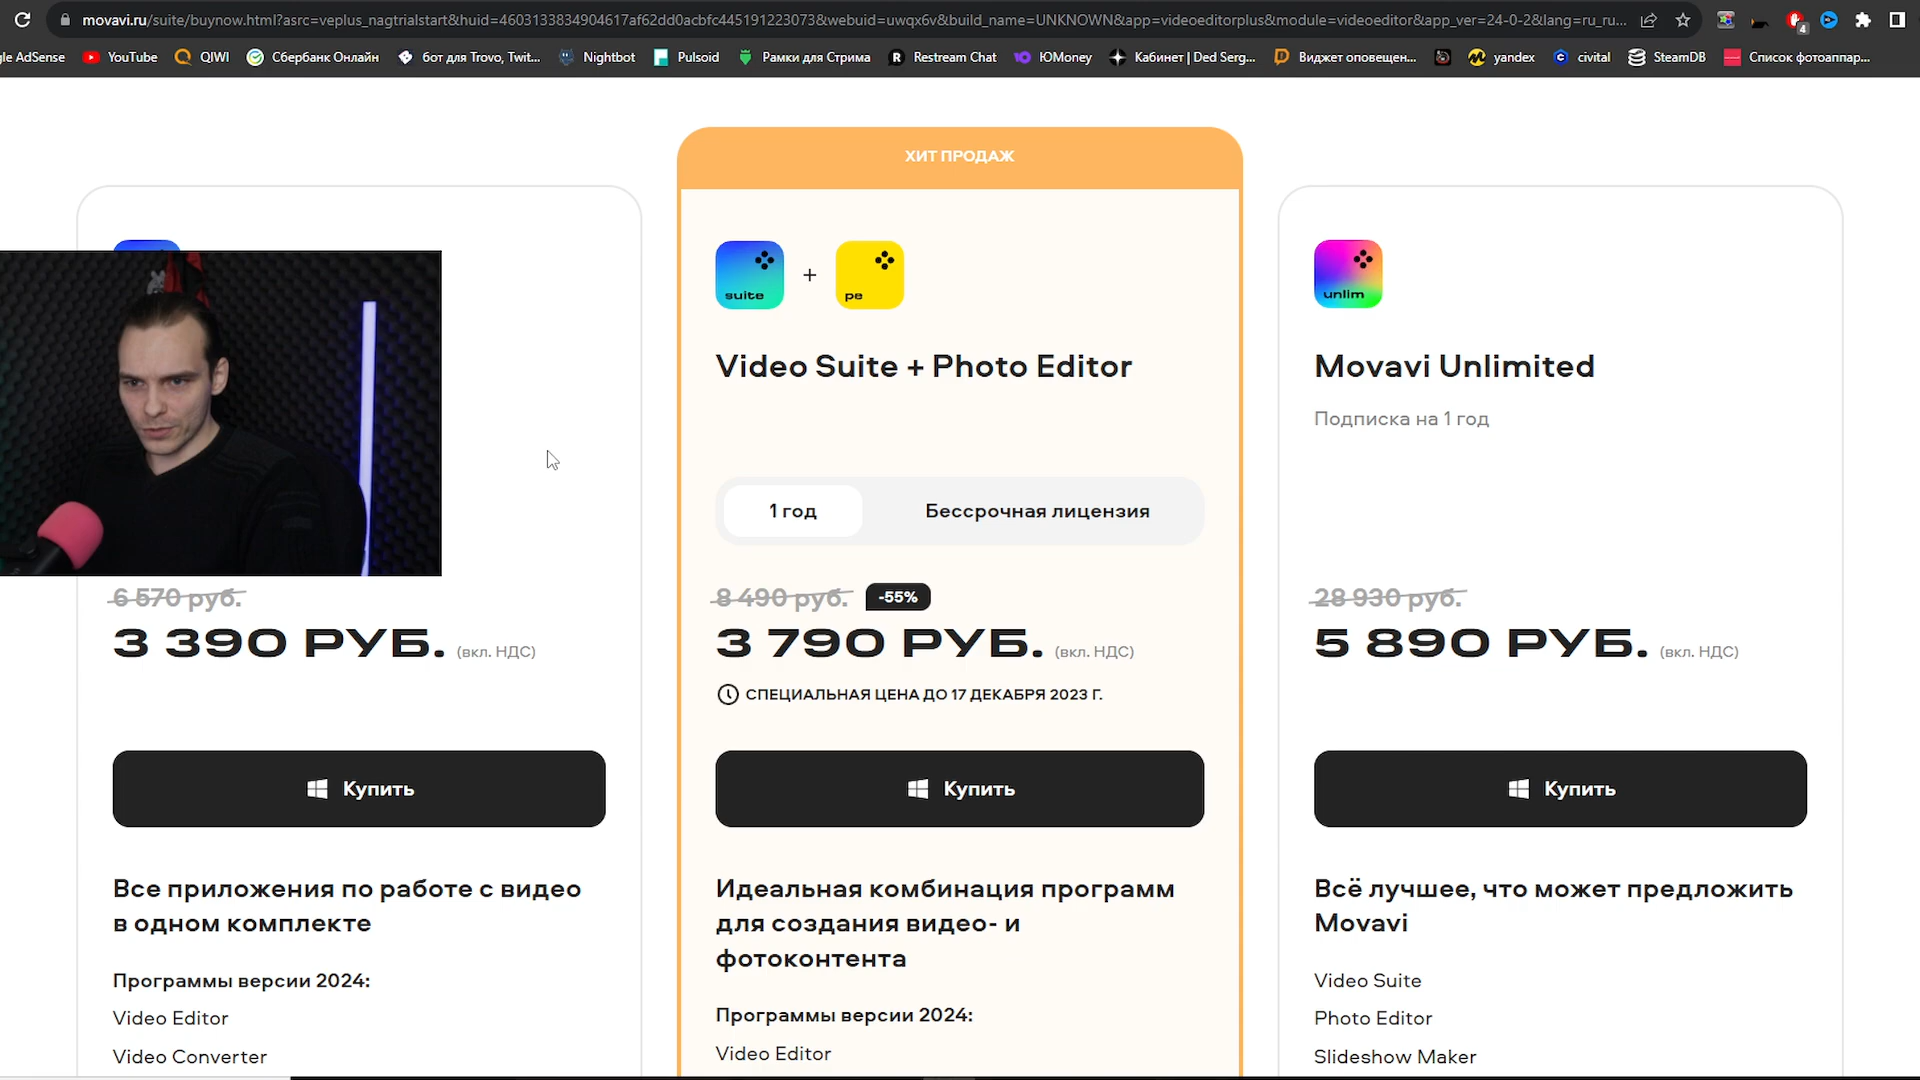 movavi.ru/suite/buynow.html?asrc=veplus_nagtrialstart&huid=4603133834904617af62dd0acbfc445191223073&webuid=uwqx6v&build_name=UNKNOWN&app=videoeditorplus&module=videoeditor&app_ver=24-0-2&lang=ru_ru...
4
le AdSense YouTube QIWI Сбербанк Онлайн бот для Trovo, Twit... Nightbot Pulsoid Рамки для Стрима Restream Chat ЮMoney Кабинет | Ded Serg... Виджет оповещен... yandex civital SteamDB Список фотоаппар...
ХИТ ПРОДАЖ
suite + pe
Video Suite + Photo Editor
1 год Бессрочная лицензия
unlim
Movavi Unlimited
Подписка на 1 год
6 570 руб.
3 390 РУБ. (вкл. НДС)
Купить
Все приложения по работе с видео
в одном комплекте
Программы версии 2024:
Video Editor
Video Converter
8 490 руб. -55%
3 790 РУБ. (вкл. НДС)
СПЕЦИАЛЬНАЯ ЦЕНА ДО 17 ДЕКАБРЯ 2023 Г.
Купить
Идеальная комбинация программ
для создания видео- и
фотоконтента
Программы версии 2024:
Video Editor
28 930 руб.
5 890 РУБ. (вкл. НДС)
Купить
Всё лучшее, что может предложить
Movavi
Video Suite
Photo Editor
Slideshow Maker